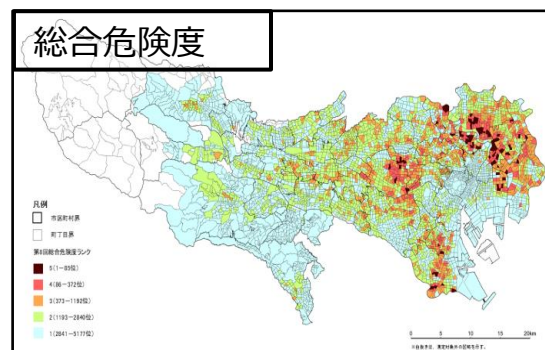 総合危険度
凡例
市区町村界
町丁目界
第8回総合危険度ランク
5(1-85位)
4(86-372位)
3(373-1192位)
2(1193-2840位)
1(2841-5177位)
0 5 10 15 20km